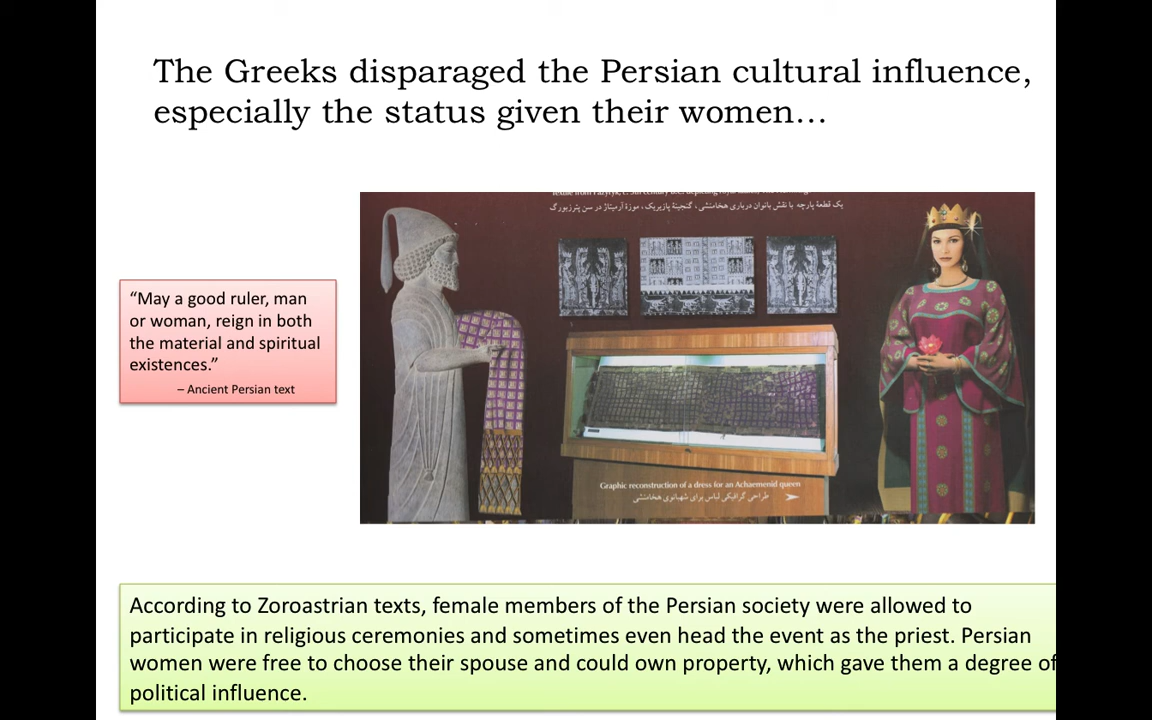 The Greeks disparaged the Persian cultural influence,
especially the status given their women…
یک قطعهٔ پارچه با نقش بانوان درباری هخامنشی، گنجینهٔ پازیریک، موزهٔ آرمیتاژ در سن پترزبورگ
“May a good ruler, man
or woman, reign in both
the material and spiritual
existences.”
– Ancient Persian text
Graphic reconstruction of a dress for an Achaemenid queen
طراحی گرافیکی لباس برای شهبانوی هخامنشی
According to Zoroastrian texts, female members of the Persian society were allowed to
participate in religious ceremonies and sometimes even head the event as the priest. Persian
women were free to choose their spouse and could own property, which gave them a degree of
political influence.